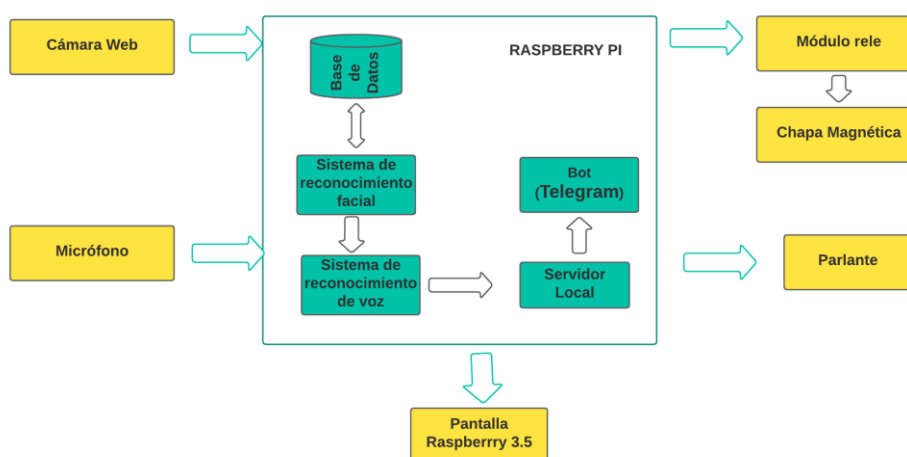 Cámara Web
Base
de
Datos
RASPBERRY PI
Módulo rele
Chapa Magnética
Sistema de
reconocimiento
facial
Bot
(Telegram)
Micrófono
Sistema de
reconocimiento
de voz
Servidor
Local
Parlante
Pantalla
Raspberrry 3.5